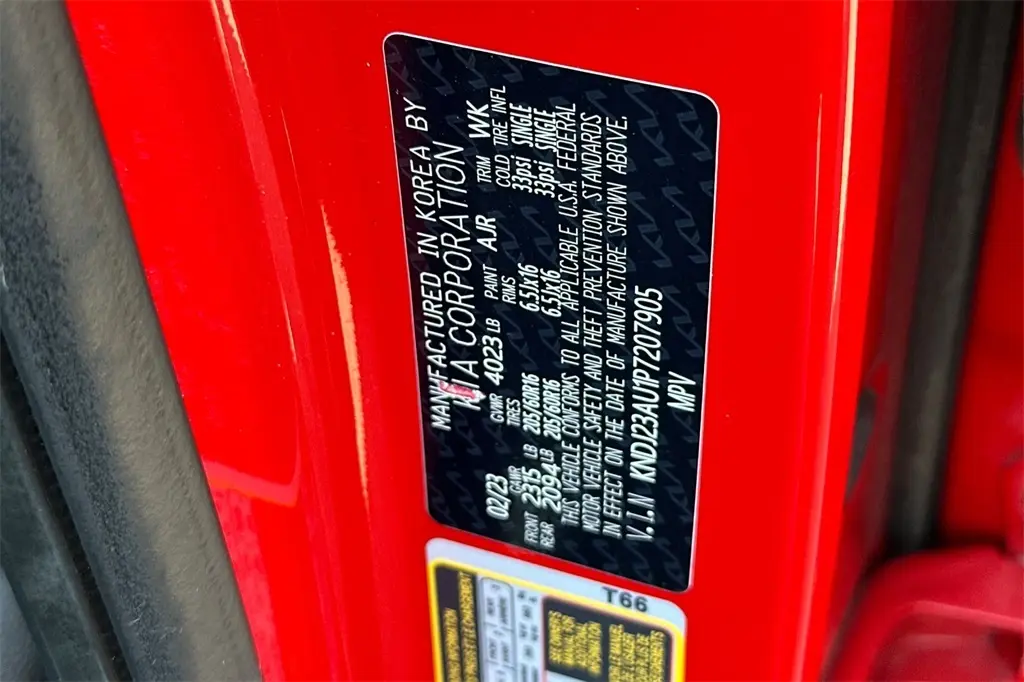 MANUFACTURED IN KOREA BY
KIA CORPORATION
02/23 GVWR 4023 LB PAINT AJR TRIM WK
GAWR TIRES RIMS COLD TIRE INFL
FRONT 2315 LB 205/60R16 6.5Jx16 33psi SINGLE
REAR 2094 LB 205/60R16 6.5Jx16 33psi SINGLE
THIS VEHICLE CONFORMS TO ALL APPLICABLE U.S.A. FEDERAL
MOTOR VEHICLE SAFETY AND THEFT PREVENTION STANDARDS
IN EFFECT ON THE DATE OF MANUFACTURE SHOWN ABOVE.
V.I.N KNDJ23AU1P7207905
MPV
T66